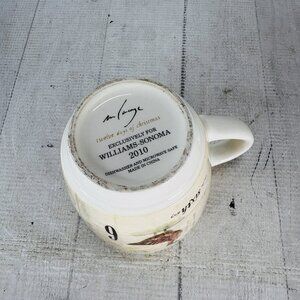 twelve days of christmas
EXCLUSIVELY FOR
WILLIAMS-SONOMA
2010
DISHWASHER AND MICROWAVE SAFE
MADE IN CHINA
9